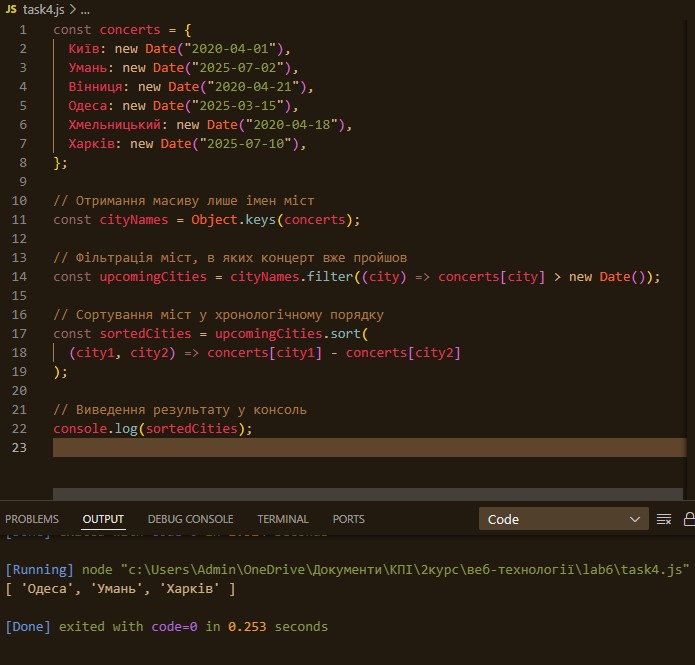 JS task4.js > ...
1 const concerts = {
2 Київ: new Date("2020-04-01"),
3 Умань: new Date("2025-07-02"),
4 Вінниця: new Date("2020-04-21"),
5 Одеса: new Date("2025-03-15"),
6 Хмельницький: new Date("2020-04-18"),
7 Харків: new Date("2025-07-10"),
8 };
9
10 // Отримання масиву лише імен міст
11 const cityNames = Object.keys(concerts);
12
13 // Фільтрація міст, в яких концерт вже пройшов
14 const upcomingCities = cityNames.filter((city) => concerts[city] > new Date());
15
16 // Сортування міст у хронологічному порядку
17 const sortedCities = upcomingCities.sort(
18 (city1, city2) => concerts[city1] - concerts[city2]
19 );
20
21 // Виведення результату у консоль
22 console.log(sortedCities);
23
PROBLEMS OUTPUT DEBUG CONSOLE TERMINAL PORTS Code
[Running] node "c:\Users\Admin\OneDrive\Документи\КПІ\2курс\веб-технології\lab6\task4.js"
[ 'Одеса', 'Умань', 'Харків' ]
[Done] exited with code=0 in 0.253 seconds